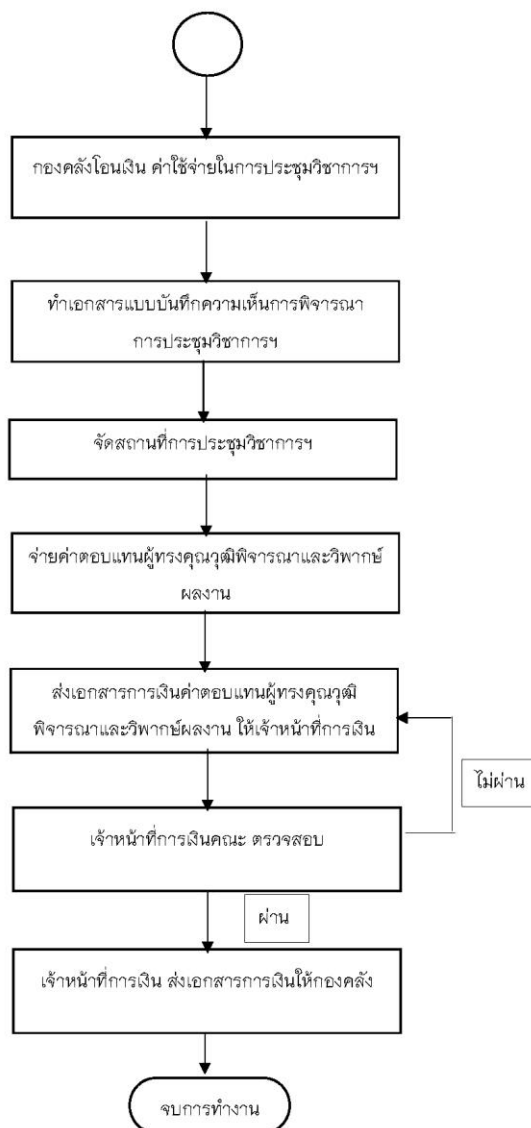 กองคลังโอนเงิน ค่าใช้จ่ายในการประชุมวิชาการฯ
ทำเอกสารแบบบันทึกความเห็นการพิจารณา
การประชุมวิชาการฯ
จัดสถานที่การประชุมวิชาการฯ
จ่ายค่าตอบแทนผู้ทรงคุณวุฒิพิจารณาและวิพากษ์
ผลงาน
ส่งเอกสารการเงินค่าตอบแทนผู้ทรงคุณวุฒิ
พิจารณาและวิพากษ์ผลงาน ให้เจ้าหน้าที่การเงิน
ไม่ผ่าน
เจ้าหน้าที่การเงินคณะ ตรวจสอบ
ผ่าน
เจ้าหน้าที่การเงิน ส่งเอกสารการเงินให้กองคลัง
จบการทำงาน